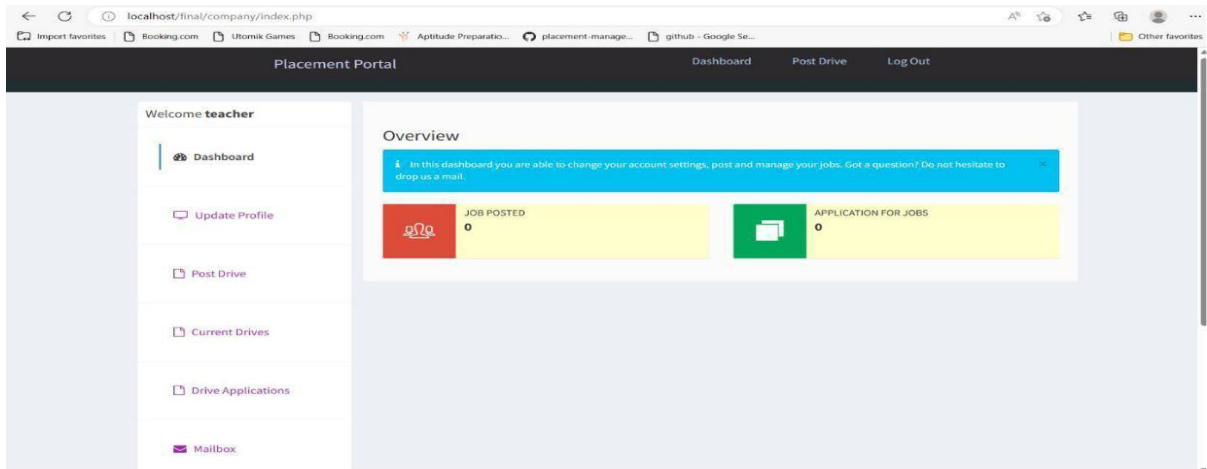 localhost/final/company/index.php
Import favorites Booking.com Utomik Games Booking.com Aptitude Preparatio... placement-manage... github - Google Se... Other favorites
Placement Portal Dashboard Post Drive Log Out
Welcome teacher
Dashboard
Update Profile
Post Drive
Current Drives
Drive Applications
Mailbox
Overview
In this dashboard you are able to change your account settings, post and manage your jobs. Got a question? Do not hesitate to
drop us a mail.
JOB POSTED
0
APPLICATION FOR JOBS
0